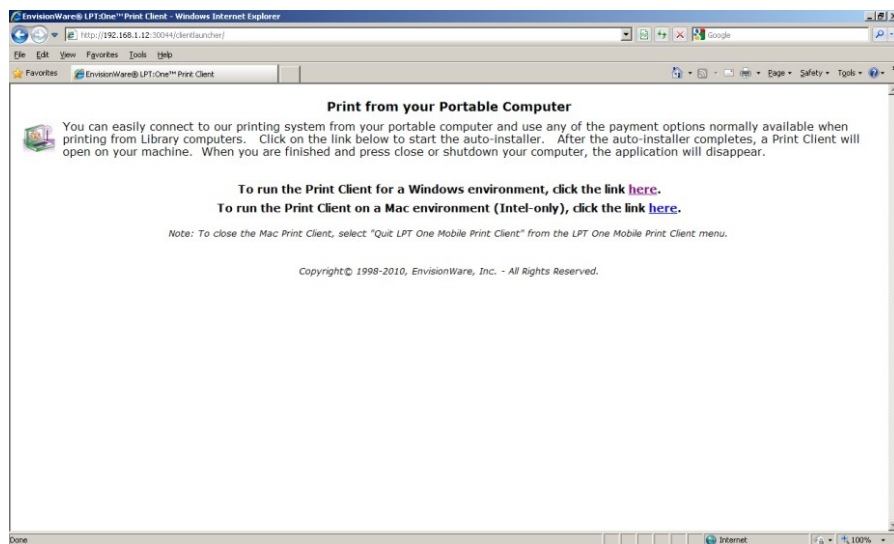 EnvisionWare® LPT:One™ Print Client - Windows Internet Explorer
http://192.168.1.12:30044/clientlauncher/
Google
File Edit View Favorites Tools Help
Favorites EnvisionWare® LPT:One™ Print Client Page Safety Tools
Print from your Portable Computer
You can easily connect to our printing system from your portable computer and use any of the payment options normally available when
printing from Library computers. Click on the link below to start the auto-installer. After the auto-installer completes, a Print Client will
open on your machine. When you are finished and press close or shutdown your computer, the application will disappear.
To run the Print Client for a Windows environment, click the link here.
To run the Print Client on a Mac environment (Intel-only), click the link here.
Note: To close the Mac Print Client, select "Quit LPT One Mobile Print Client" from the LPT One Mobile Print Client menu.
Copyright© 1998-2010, EnvisionWare, Inc. - All Rights Reserved.
Done Internet 100%